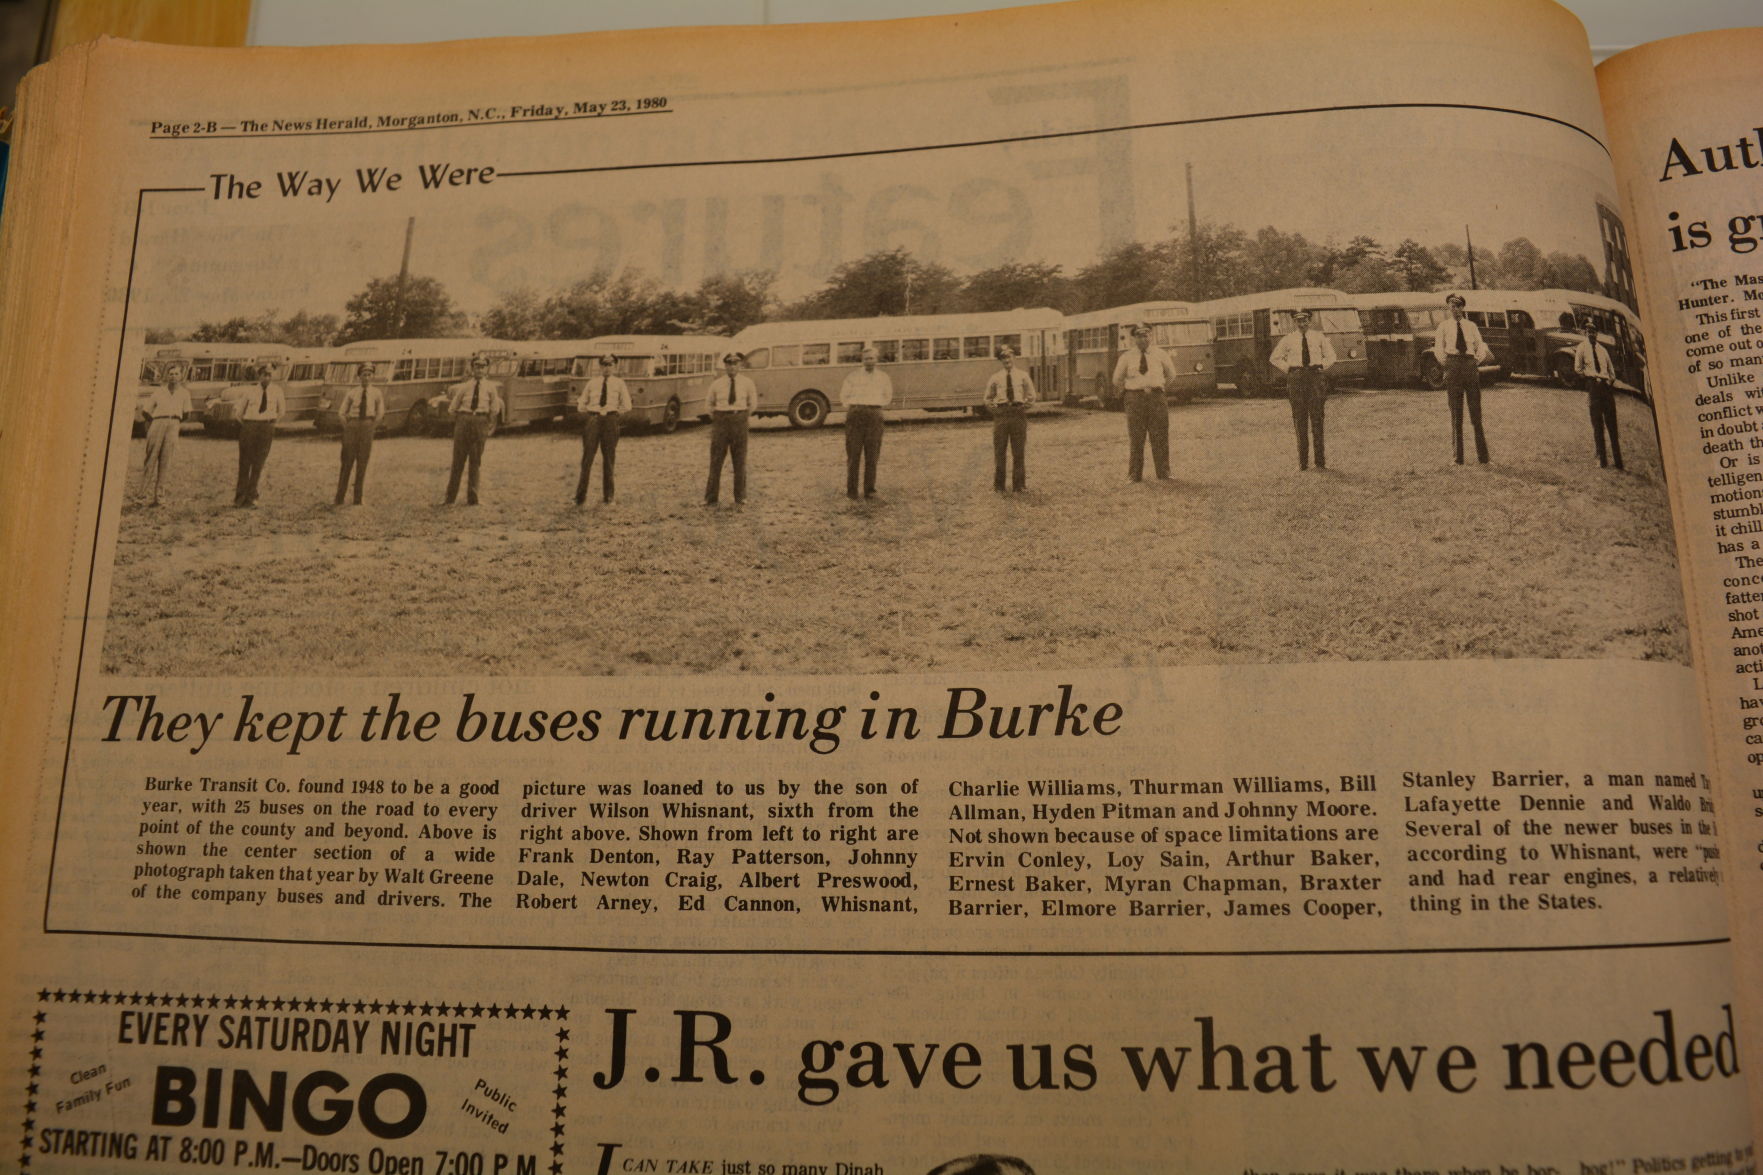 Page 2-B — The News Herald, Morganton, N.C., Friday, May 23, 1980
The Way We Were
They kept the buses running in Burke
Burke Transit Co. found 1948 to be a good
year, with 25 buses on the road to every
point of the county and beyond. Above is
shown the center section of a wide
photograph taken that year by Walt Greene
of the company buses and drivers. The
picture was loaned to us by the son of
driver Wilson Whisnant, sixth from the
right above. Shown from left to right are
Frank Denton, Ray Patterson, Johnny
Dale, Newton Craig, Albert Preswood,
Robert Arney, Ed Cannon, Whisnant,
Charlie Williams, Thurman Williams, Bill
Allman, Hyden Pitman and Johnny Moore.
Not shown because of space limitations are
Ervin Conley, Loy Sain, Arthur Baker,
Ernest Baker, Myran Chapman, Braxter
Barrier, Elmore Barrier, James Cooper,
Stanley Barrier, a man named
Lafayette Dennie and Waldo
Several of the newer buses in the
according to Whisnant, were
and had rear engines, a
thing in the States.
EVERY SATURDAY NIGHT
Clean
Family Fun
BINGO
Public
Invited
STARTING AT 8:00 P.M.—Doors Open 7:00 P.M
J.R. gave us what we needed
I CAN TAKE just so many Dinah
Politics getting
is
"The
Hunter.
This first
one of the
come out
of so
Unlike
deals
conflict
in doubt
death
Or is
it
has a
The
shot